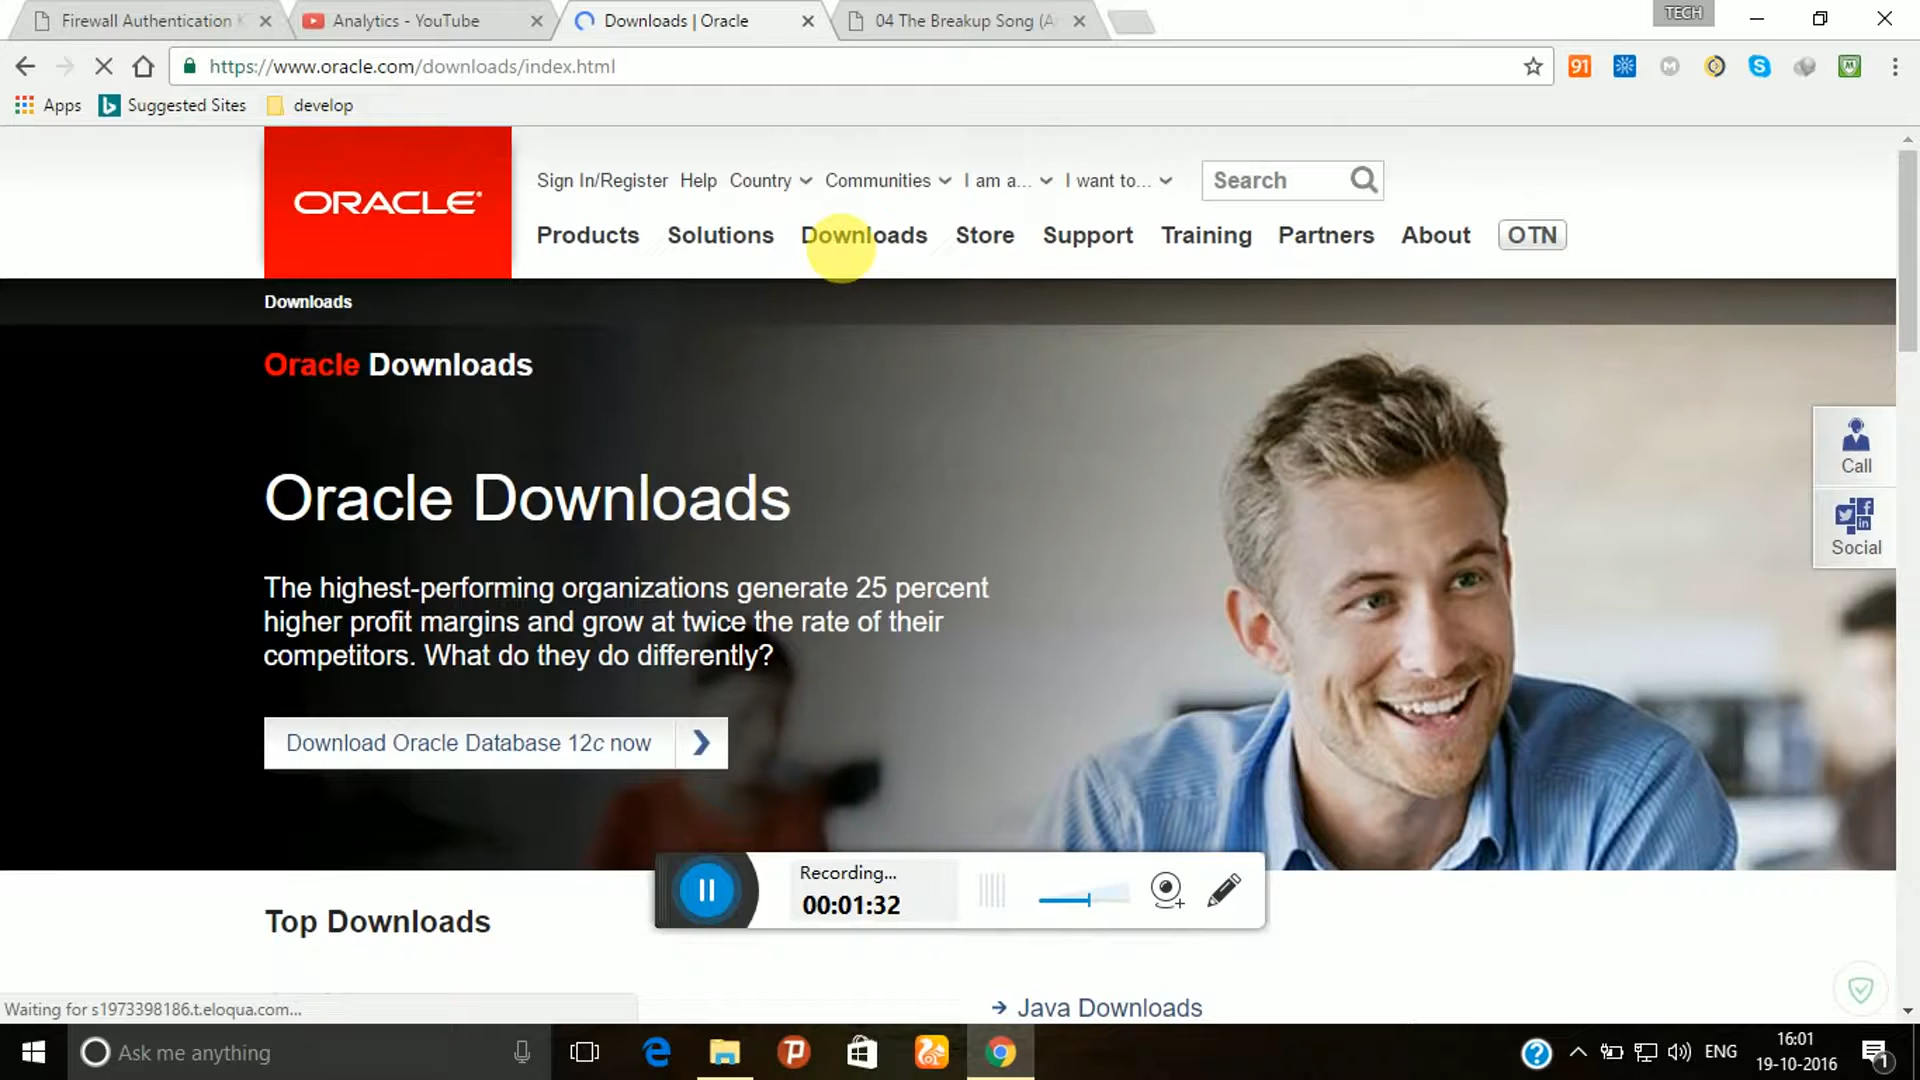 Firewall Authentication K
Analytics - YouTube
Downloads | Oracle
04 The Breakup Song (A
TECH
https://www.oracle.com/downloads/index.html
91
Apps
Suggested Sites
develop
ORACLE
Sign In/Register Help Country Communities I am a... I want to... Search
Products Solutions Downloads Store Support Training Partners About OTN
Downloads
Oracle Downloads
Oracle Downloads
The highest-performing organizations generate 25 percent
higher profit margins and grow at twice the rate of their
competitors. What do they do differently?
Call
Social
Download Oracle Database 12c now
Recording...
00:01:32
Top Downloads
Java Downloads
Waiting for s1973398186.t.eloqua.com...
Ask me anything
ENG
16:01
19-10-2016
1